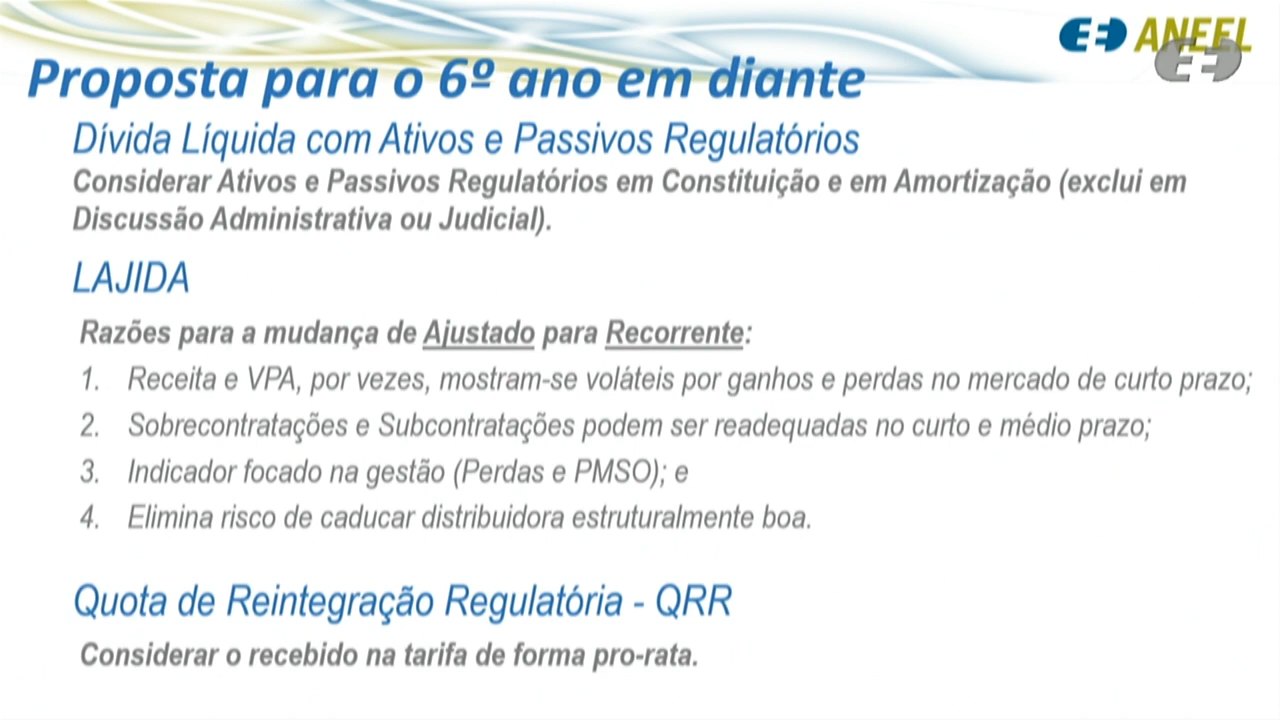 ANEEL
Proposta para o 6º ano em diante
Dívida Líquida com Ativos e Passivos Regulatórios
Considerar Ativos e Passivos Regulatórios em Constituição e em Amortização (exclui em
Discussão Administrativa ou Judicial).
LAJIDA
Razões para a mudança de Ajustado para Recorrente:
1. Receita e VPA, por vezes, mostram-se voláteis por ganhos e perdas no mercado de curto prazo;
2. Sobrecontratações e Subcontratações podem ser readequadas no curto e médio prazo;
3. Indicador focado na gestão (Perdas e PMSO); e
4. Elimina risco de caducar distribuidora estruturalmente boa.
Quota de Reintegração Regulatória - QRR
Considerar o recebido na tarifa de forma pro-rata.